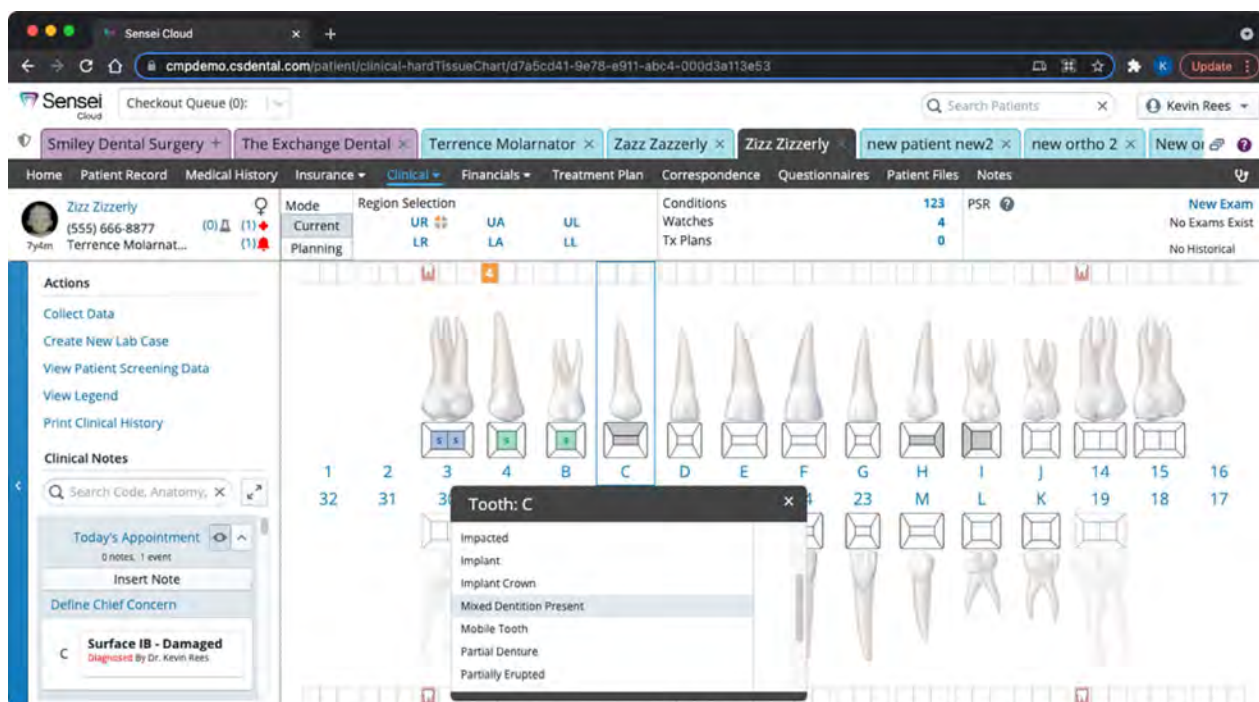 Sensei Cloud
cmpdemo.csdental.com/patient/clinical-hardTissueChart/d7a5cd41-9e78-e911-abc4-000d3a113e53
K Update
Sensei Cloud Checkout Queue (0): Search Patients Kevin Rees
Smiley Dental Surgery The Exchange Dental Terrence Molarnator Zazz Zazzerly Zizz Zizzerly new patient new2 new ortho 2 New or
Home Patient Record Medical History Insurance Clinical Financials Treatment Plan Correspondence Questionnaires Patient Files Notes
Zizz Zizzerly
(555) 666-8877 (0) (1)
7y4m Terrence Molarnat... (1)
Mode
Current
Planning
Region Selection
UR UA UL
LR LA LL
Conditions 123
Watches 4
Tx Plans 0
PSR
New Exam
No Exams Exist
No Historical
Actions
Collect Data
Create New Lab Case
View Patient Screening Data
View Legend
Print Clinical History
Clinical Notes
Search Code, Anatomy,
Today's Appointment
0 notes, 1 event
Insert Note
Define Chief Concern
C Surface IB - Damaged
Diagnosed By Dr. Kevin Rees
W 4 W
S S S S
1 2 3 4 B C D E F G H I J 14 15 16
32 31 23 M L K 19 18 17
Tooth: C
Impacted
Implant
Implant Crown
Mixed Dentition Present
Mobile Tooth
Partial Denture
Partially Erupted